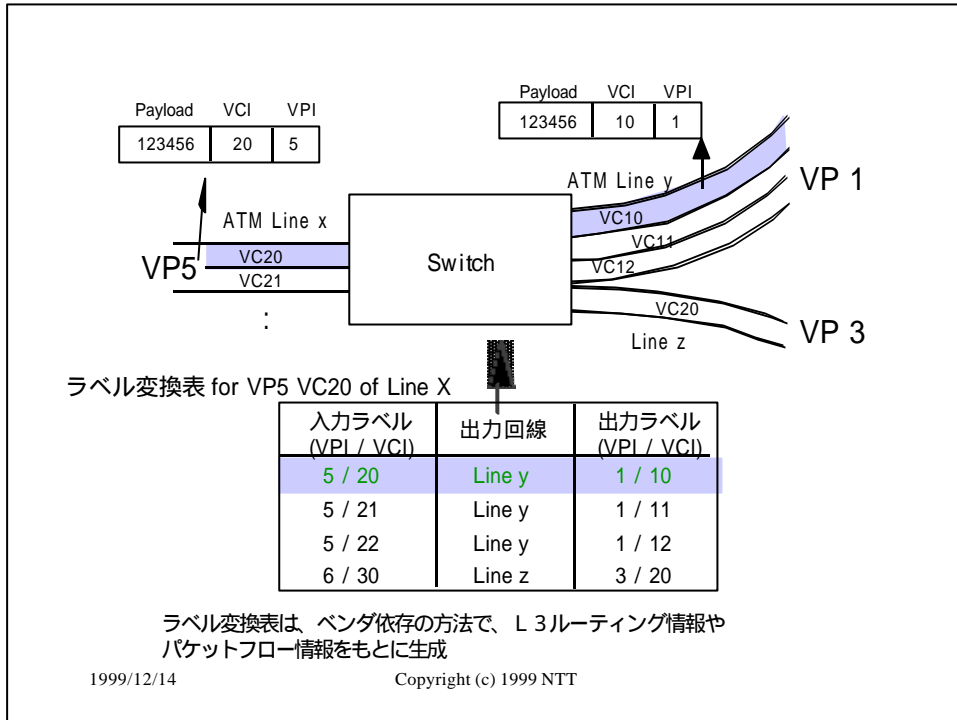 Payload VCI VPI
123456 20 5
Payload VCI VPI
123456 10 1
ATM Line x
VP5
VC20
VC21
:
Switch
ATM Line y
VC10
VC11
VC12
VP 1
VC20
Line z
VP 3
ラベル変換表 for VP5 VC20 of Line X
入力ラベル (VPI / VCI) 出力回線 出力ラベル (VPI / VCI)
5 / 20 Line y 1 / 10
5 / 21 Line y 1 / 11
5 / 22 Line y 1 / 12
6 / 30 Line z 3 / 20
ラベル変換表は、ベンダ依存の方法で、L3ルーティング情報や
パケットフロー情報をもとに生成
1999/12/14 Copyright (c) 1999 NTT